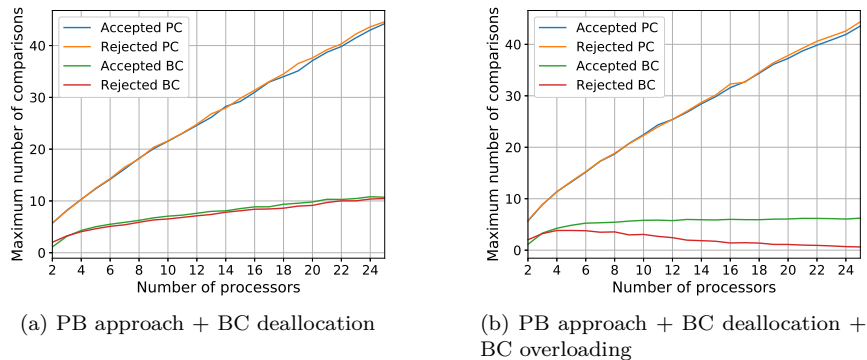 Maximum number of comparisons
40
30
20
10
0
Accepted PC
Rejected PC
Accepted BC
Rejected BC
2 4 6 8 10 12 14 16 18 20 22 24
Number of processors
(a) PB approach + BC deallocation
Maximum number of comparisons
40
30
20
10
0
Accepted PC
Rejected PC
Accepted BC
Rejected BC
2 4 6 8 10 12 14 16 18 20 22 24
Number of processors
(b) PB approach + BC deallocation +
BC overloading